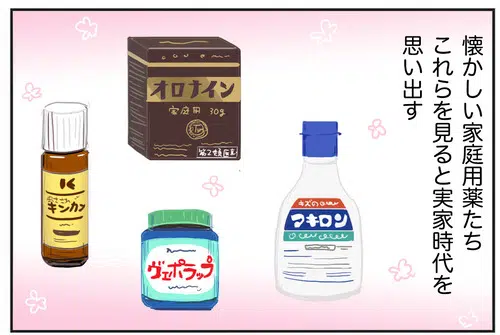 懐かしい家庭用薬たち
これらを見ると実家時代を
思い出す
オロナイン
家庭用 30g
第2類医薬
K
キンカン
キズの
マキロン
ヴェポラップ